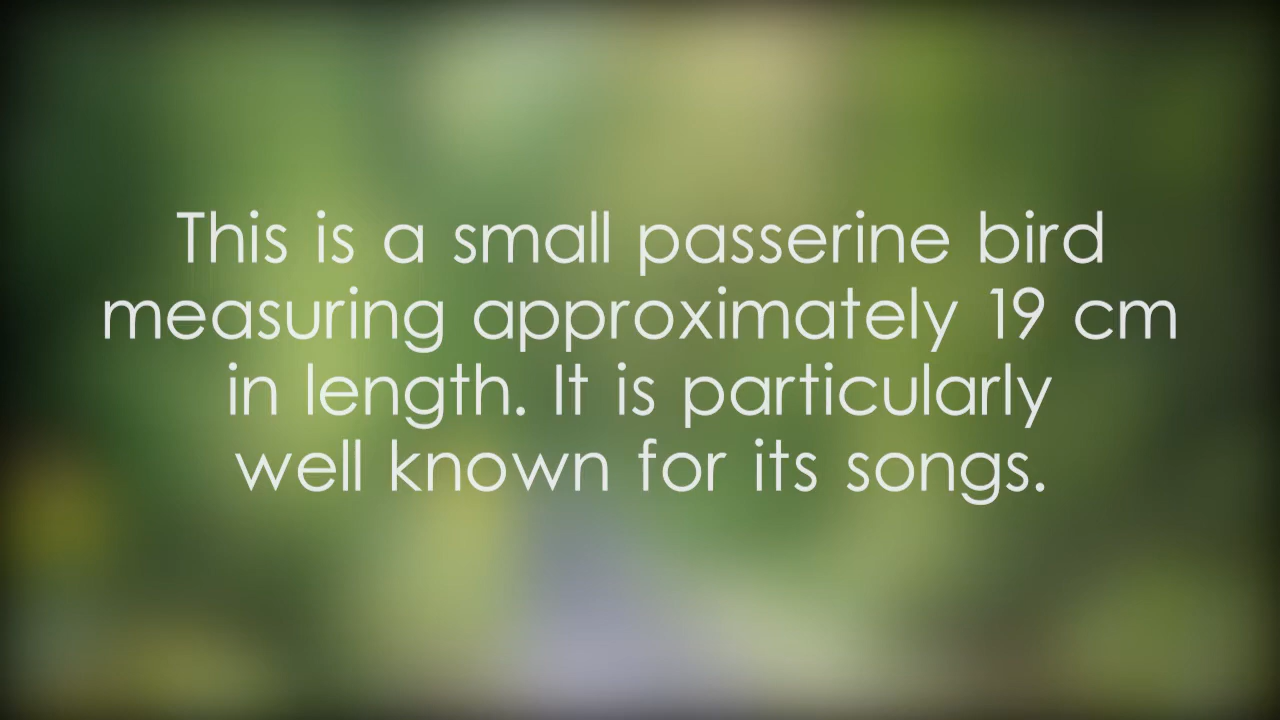 This is a small passerine bird
measuring approximately 19 cm
in length. It is particularly
well known for its songs.